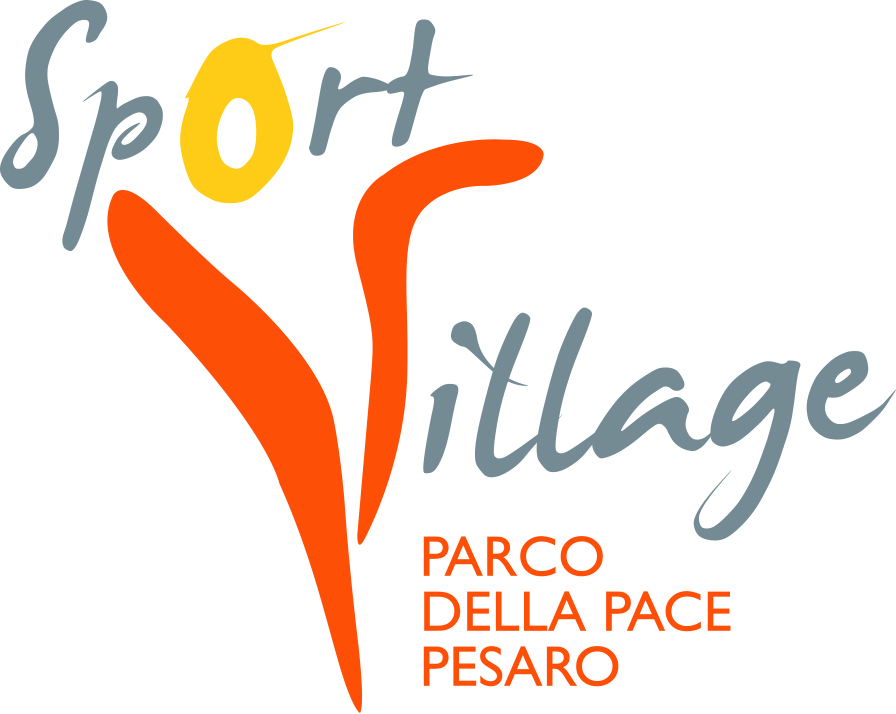 Sport
Village
PARCO
DELLA PACE
PESARO